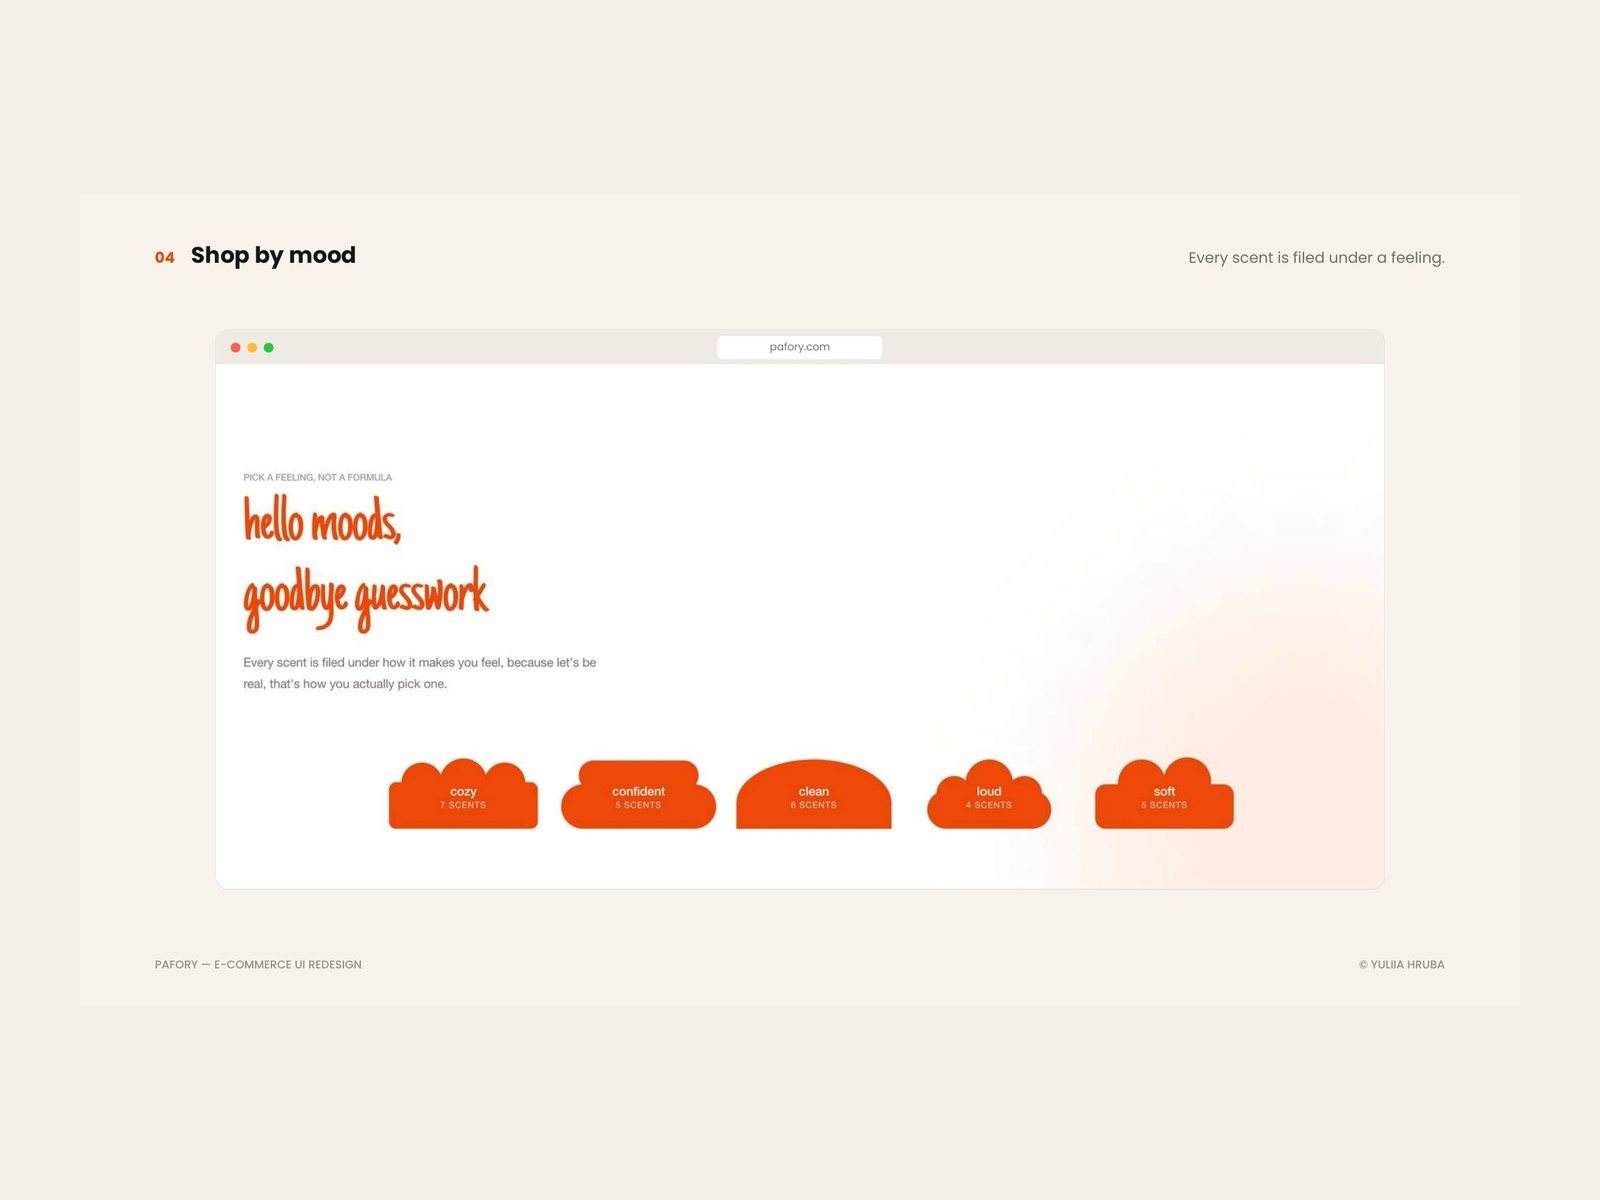 04 Shop by mood
Every scent is filed under a feeling.
pafory.com
PICK A FEELING, NOT A FORMULA
hello moods,
goodbye guesswork
Every scent is filed under how it makes you feel, because let's be
real, that's how you actually pick one.
cozy
7 SCENTS
confident
5 SCENTS
clean
6 SCENTS
loud
4 SCENTS
soft
5 SCENTS
PAFORY — E-COMMERCE UI REDESIGN
© YULIIA HRUBA